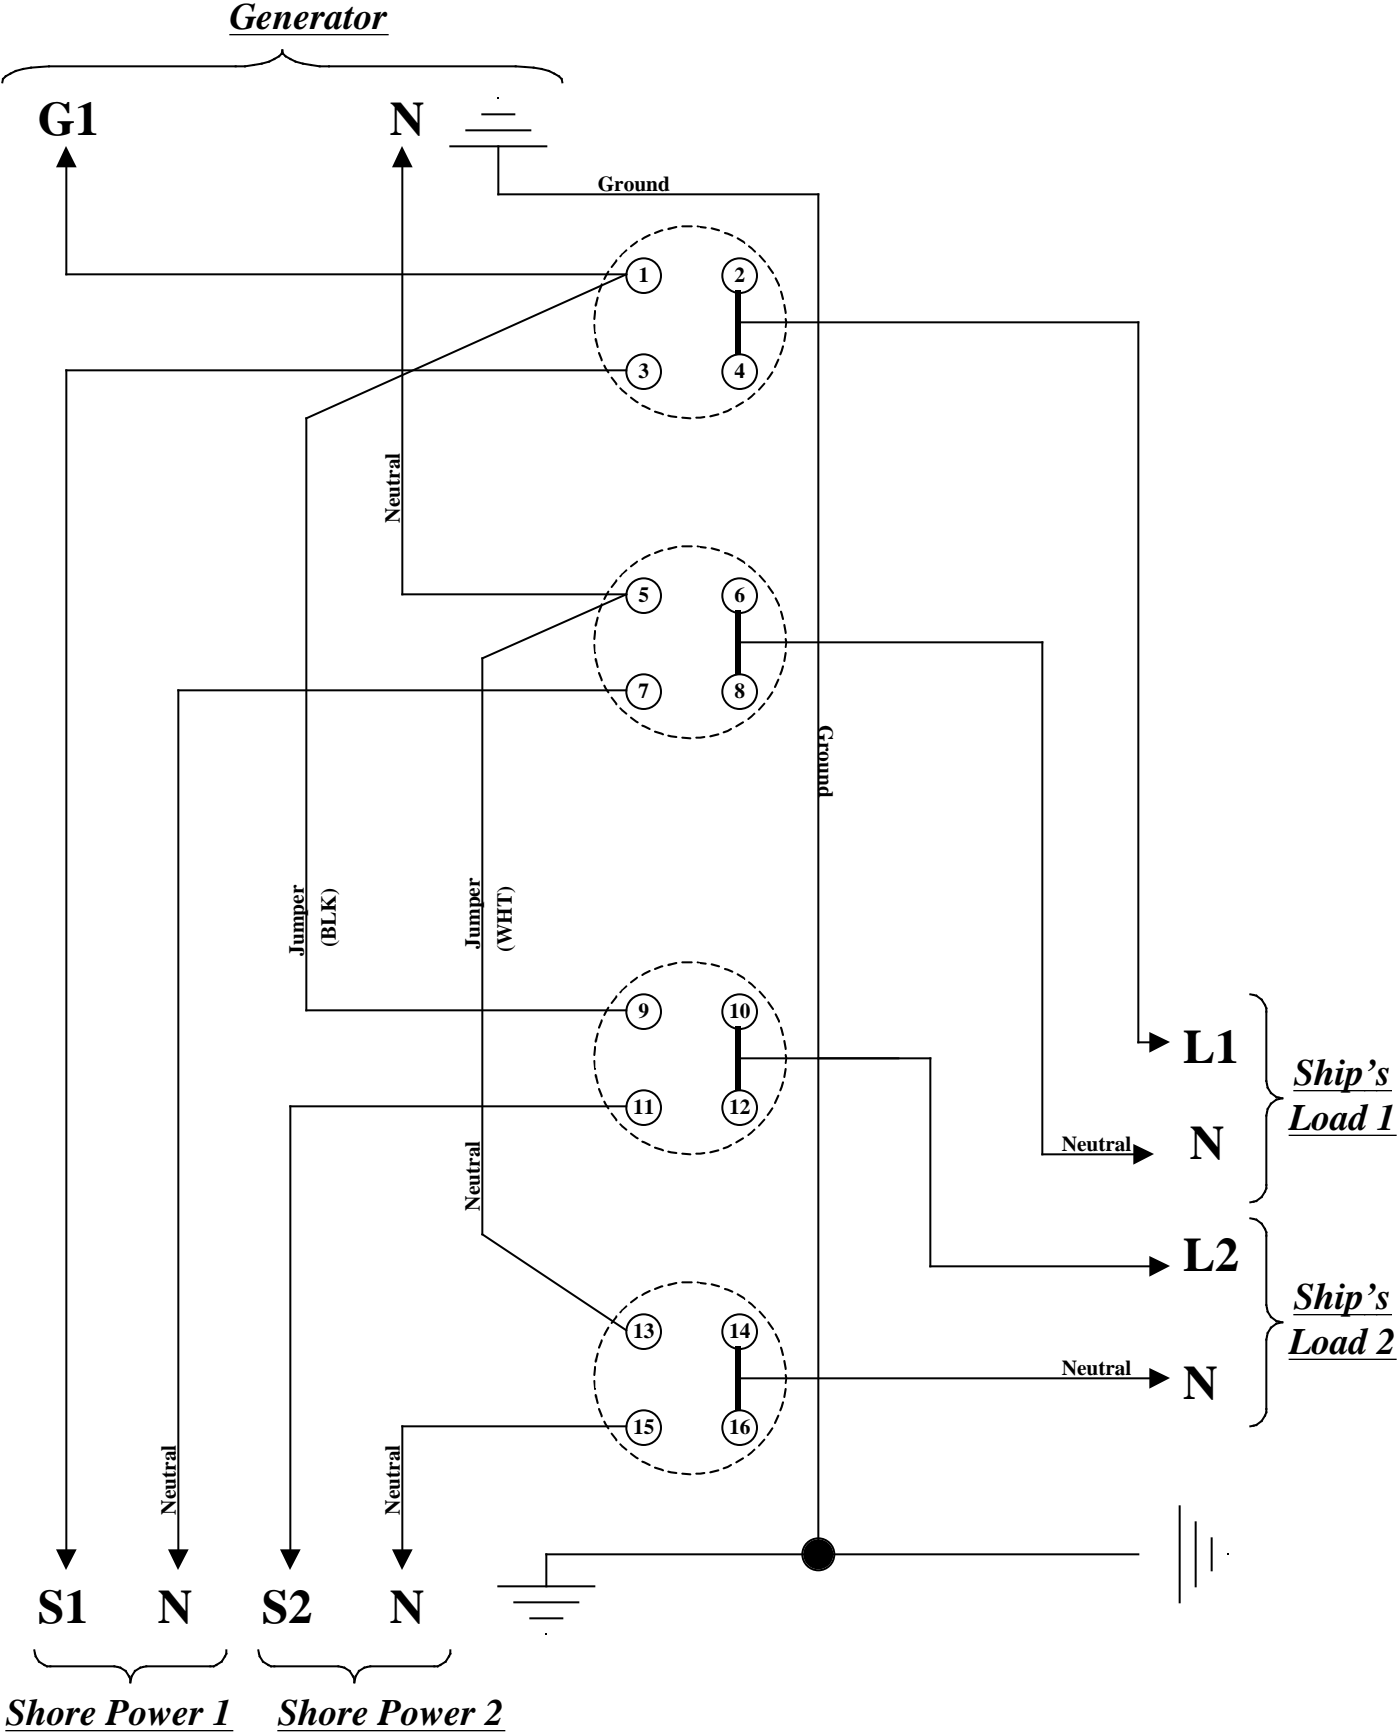 Generator
G1
N
Ground
1
2
3
4
Neutral
5
6
7
8
Ground
Jumper
(BLK)
Jumper
(WHT)
9
10
11
12
L1
Ship's
Load 1
Neutral
N
Neutral
L2
Ship's
Load 2
13
14
Neutral
N
15
16
Neutral
Neutral
S1
N
S2
N
Shore Power 1
Shore Power 2